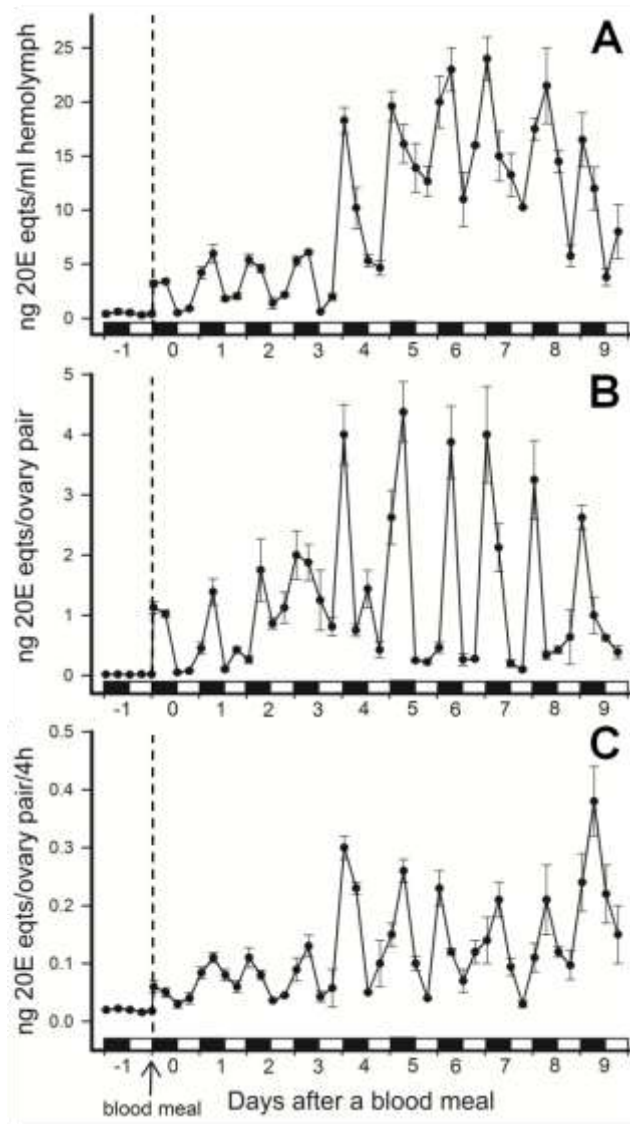 A
ng 20E eqts/ml hemolymph
25
20
15
10
5
0
-1 0 1 2 3 4 5 6 7 8 9
B
ng 20E eqts/ovary pair
5
4
3
2
1
0
-1 0 1 2 3 4 5 6 7 8 9
C
ng 20E eqts/ovary pair/4h
0.5
0.4
0.3
0.2
0.1
0.0
-1 0 1 2 3 4 5 6 7 8 9
blood meal
Days after a blood meal